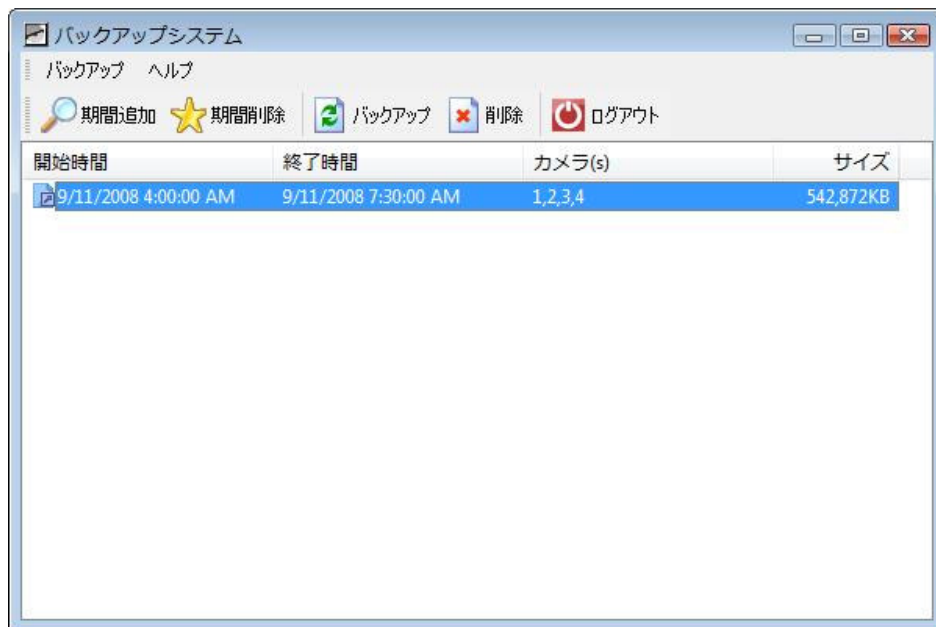 バックアップシステム
バックアップ ヘルプ
期間追加 期間削除 バックアップ 削除 ログアウト
開始時間 終了時間 カメラ(s) サイズ
9/11/2008 4:00:00 AM 9/11/2008 7:30:00 AM 1,2,3,4 542,872KB